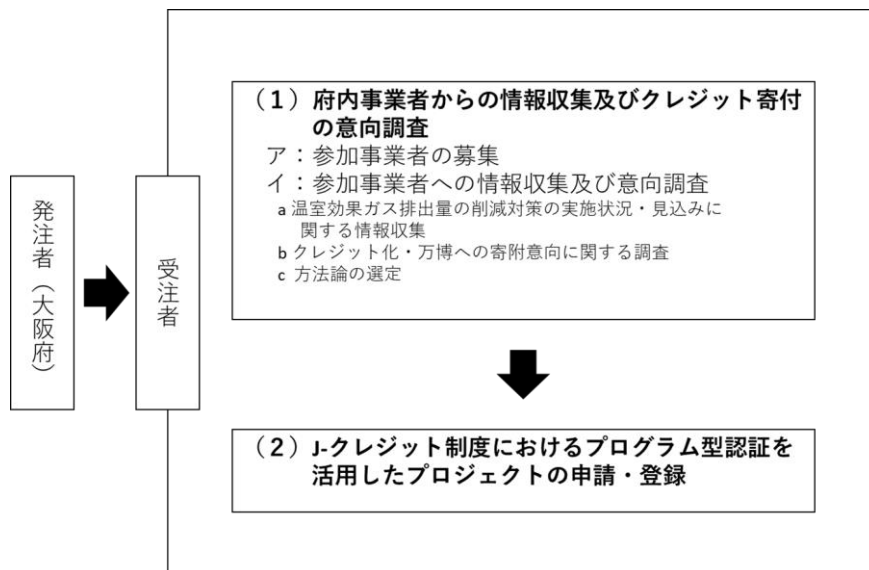 発注者（大阪府）
受注者
（１）府内事業者からの情報収集及びクレジット寄付
の意向調査
ア：参加事業者の募集
イ：参加事業者への情報収集及び意向調査
a 温室効果ガス排出量の削減対策の実施状況・見込みに
関する情報収集
b クレジット化・万博への寄附意向に関する調査
c 方法論の選定
（２）J-クレジット制度におけるプログラム型認証を
活用したプロジェクトの申請・登録